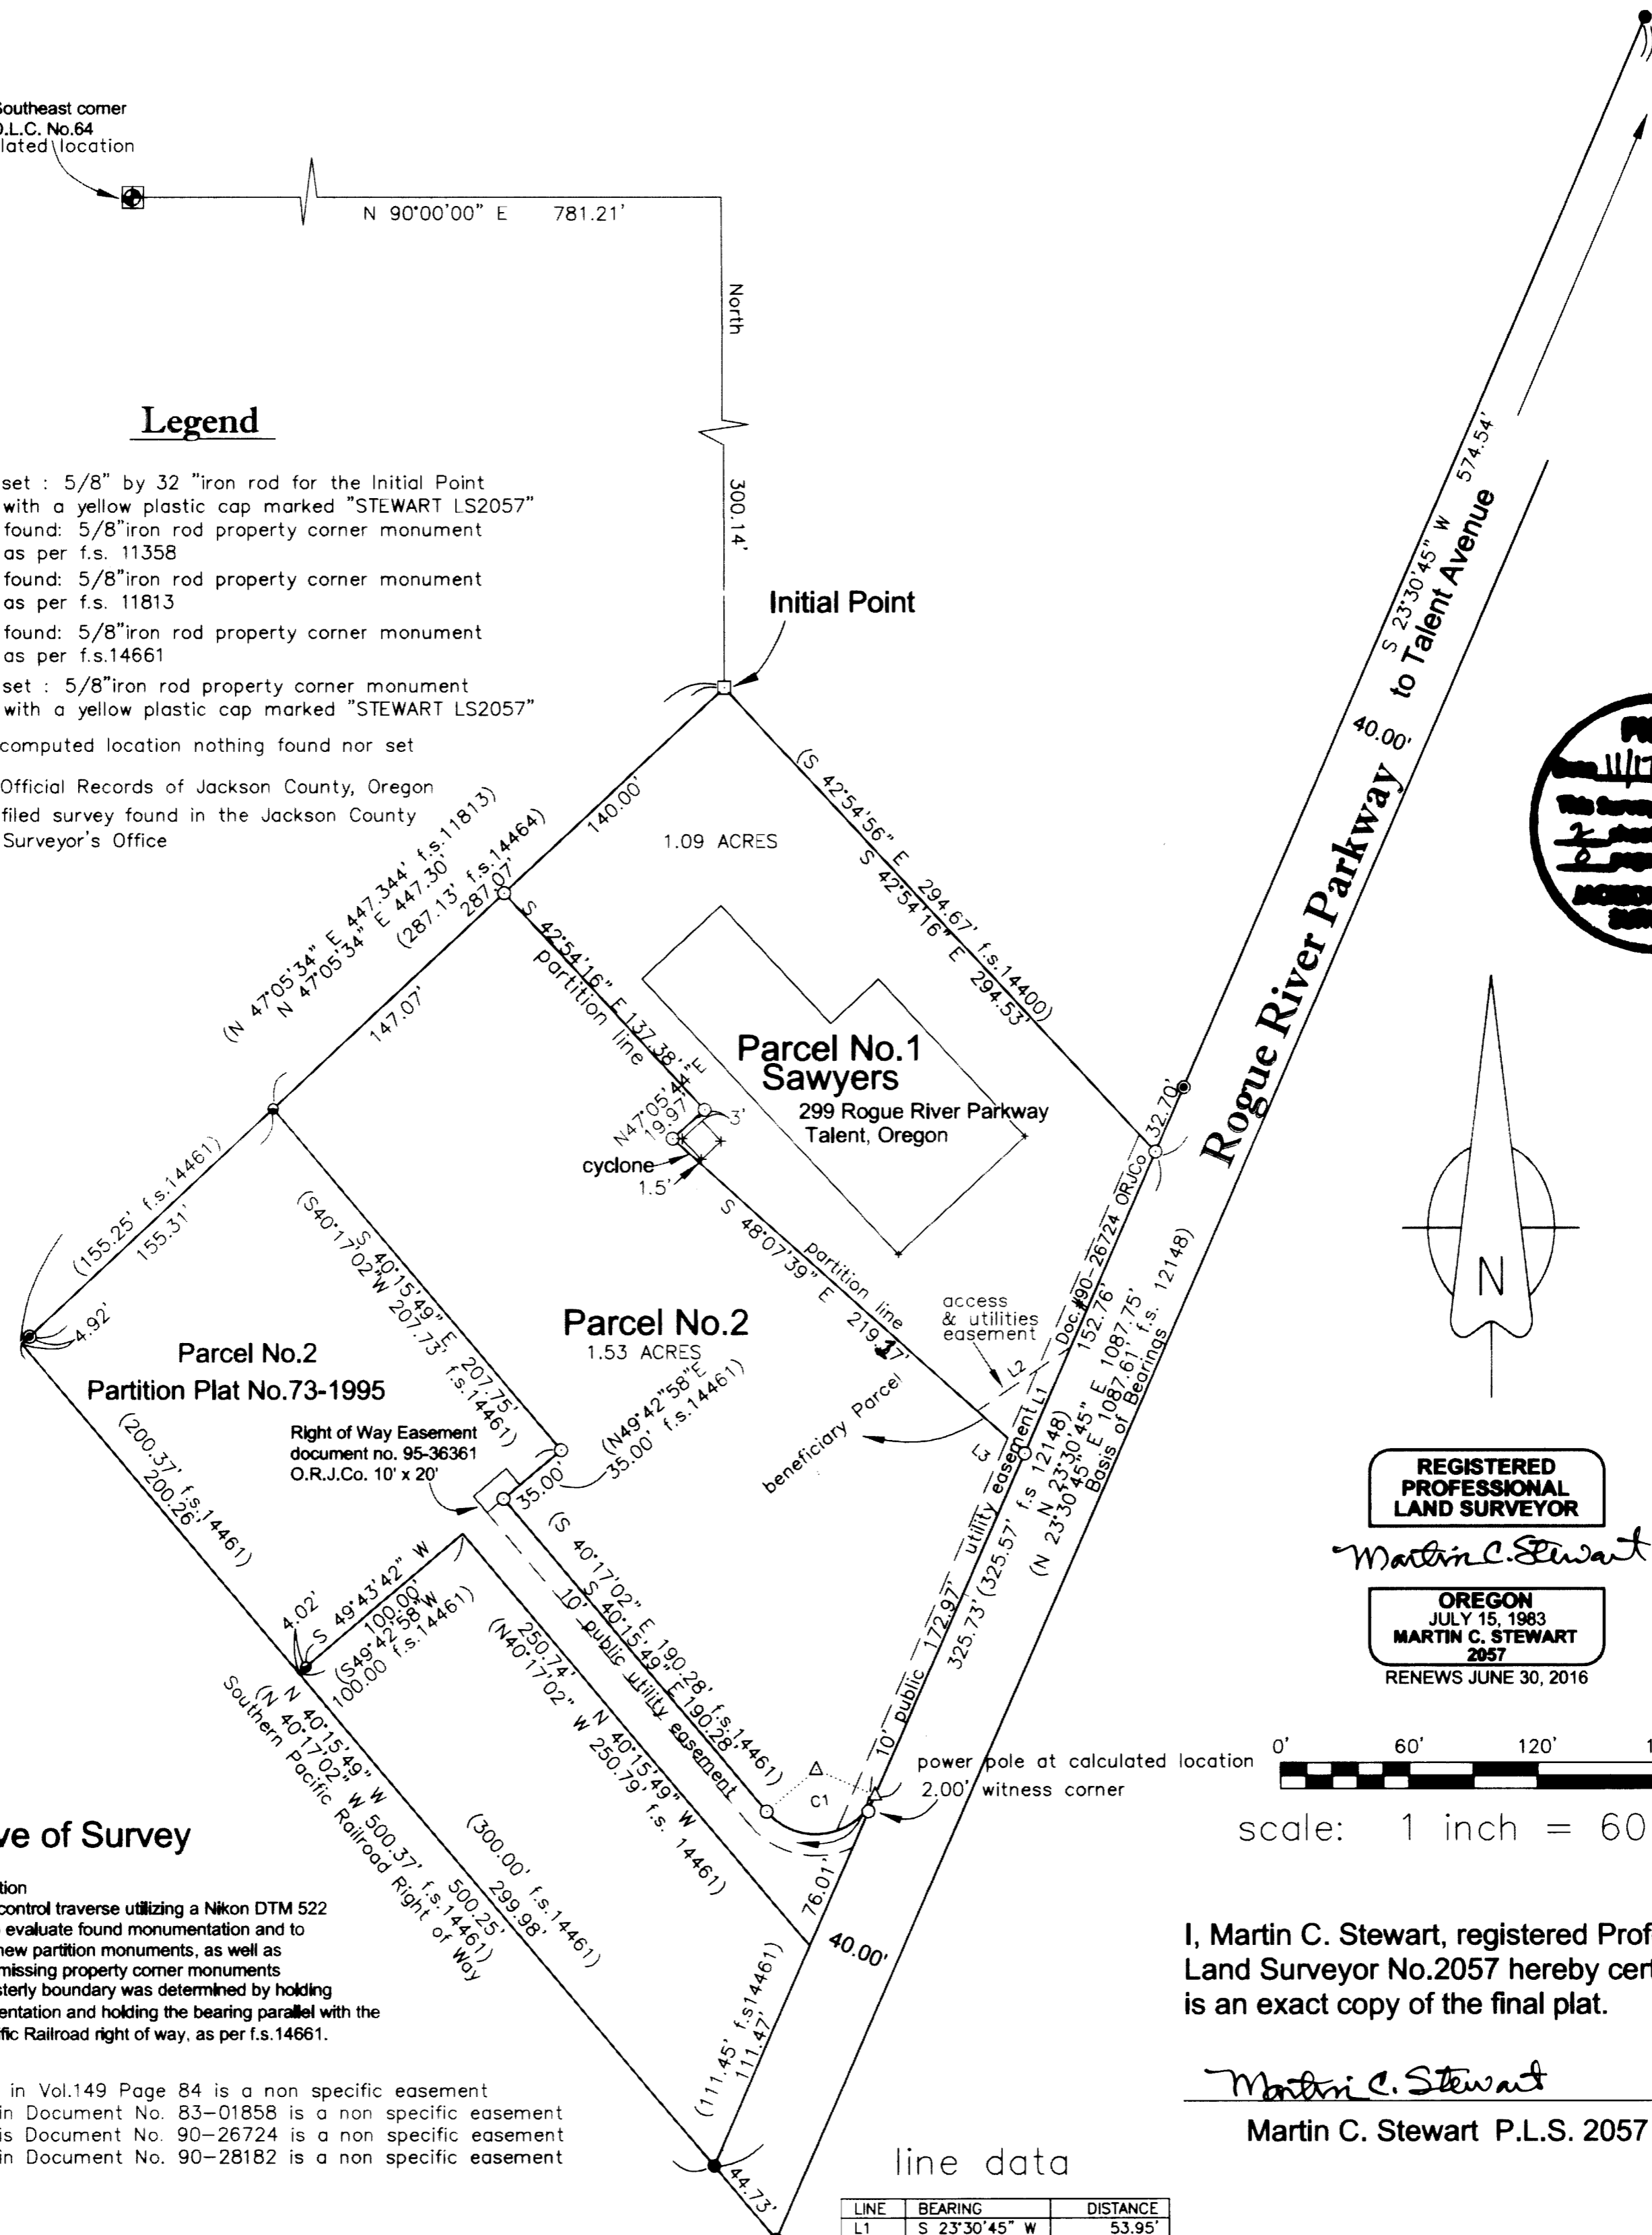 Southeast corner
D.L.C. No.64
lated location
N 90°00'00" E 781.21'
North
300.14'
Legend
set : 5/8" by 32 "iron rod for the Initial Point
with a yellow plastic cap marked "STEWART LS2057"
found: 5/8"iron rod property corner monument
as per f.s. 11358
found: 5/8"iron rod property corner monument
as per f.s. 11813
found: 5/8"iron rod property corner monument
as per f.s.14661
set : 5/8"iron rod property corner monument
with a yellow plastic cap marked "STEWART LS2057"
computed location nothing found nor set
Official Records of Jackson County, Oregon
filed survey found in the Jackson County
Surveyor's Office
Initial Point
140.00'
1.09 ACRES
(S 42°54'56" E 294.67' f.s.14400)
S 42°54'16" E 294.53'
(N 47°05'34" E 447.344' f.s.11813)
N 47°05'34" E 447.30'
(287.13' f.s.14464)
287.07'
147.07'
S 42°54'16" E 137.38'
partition line
N47°05'44"E
19.97'
3'
cyclone
1.5'
Parcel No.1
Sawyers
299 Rogue River Parkway
Talent, Oregon
S 23°30'45" W 574.54'
to Talent Avenue
40.00'
Rogue River Parkway
32.70'
(155.25' f.s.14461)
155.31'
4.92'
S 40°15'49" E 207.75'
(S40°17'02"W 207.73' f.s.14461)
S 48°07'39" E 219.37'
partition line
access
& utilities
easement
L2
L1
L3
Doc.#90-26724 ORJCo
152.76'
beneficiary Parcel
Parcel No.2
1.53 ACRES
Parcel No.2
Partition Plat No.73-1995
Right of Way Easement
document no. 95-36361
O.R.J.Co. 10' x 20'
(N49°42'58"E
35.00' f.s.14461)
35.00'
(200.37' f.s.14461)
200.26'
4.02'
S 49°43'42" W
100.00'
(S49°42'58"W
100.00 f.s.14461)
(S 40°17'02" E 190.28' f.s.14461)
S 40°15'49" E 190.28'
10' public utility easement
N 40°15'49" W
250.74'
(N40°17'02" W 250.79' f.s. 14461)
10' public utility easement
172.97'
325.73' (325.57' f.s 12148)
N 23°30'45" E 1087.75'
(N 23°30'45" E 1087.61' f.s. 12148)
Basis of Bearings
C1
power pole at calculated location
2.00' witness corner
N 40°15'49" W 500.25'
(N 40°17'02" W 500.37' f.s.14461)
Southern Pacific Railroad Right of Way
(300.00' f.s.14461)
299.98'
76.01'
40.00'
(111.45' f.s14461)
111.47'
44.73'
N
REGISTERED
PROFESSIONAL
LAND SURVEYOR
Martin C. Stewart
OREGON
JULY 15, 1983
MARTIN C. STEWART
2057
RENEWS JUNE 30, 2016
0' 60' 120'
scale: 1 inch = 60
ve of Survey
tion
control traverse utilizing a Nikon DTM 522
evaluate found monumentation and to
new partition monuments, as well as
missing property corner monuments
sterly boundary was determined by holding
entation and holding the bearing parallel with the
fic Railroad right of way, as per f.s.14661.
in Vol.149 Page 84 is a non specific easement
in Document No. 83-01858 is a non specific easement
is Document No. 90-26724 is a non specific easement
in Document No. 90-28182 is a non specific easement
I, Martin C. Stewart, registered Prof
Land Surveyor No.2057 hereby cert
is an exact copy of the final plat.
Martin C. Stewart
Martin C. Stewart P.L.S. 2057
line data
LINE BEARING DISTANCE
L1 S 23°30'45" W 53.95'